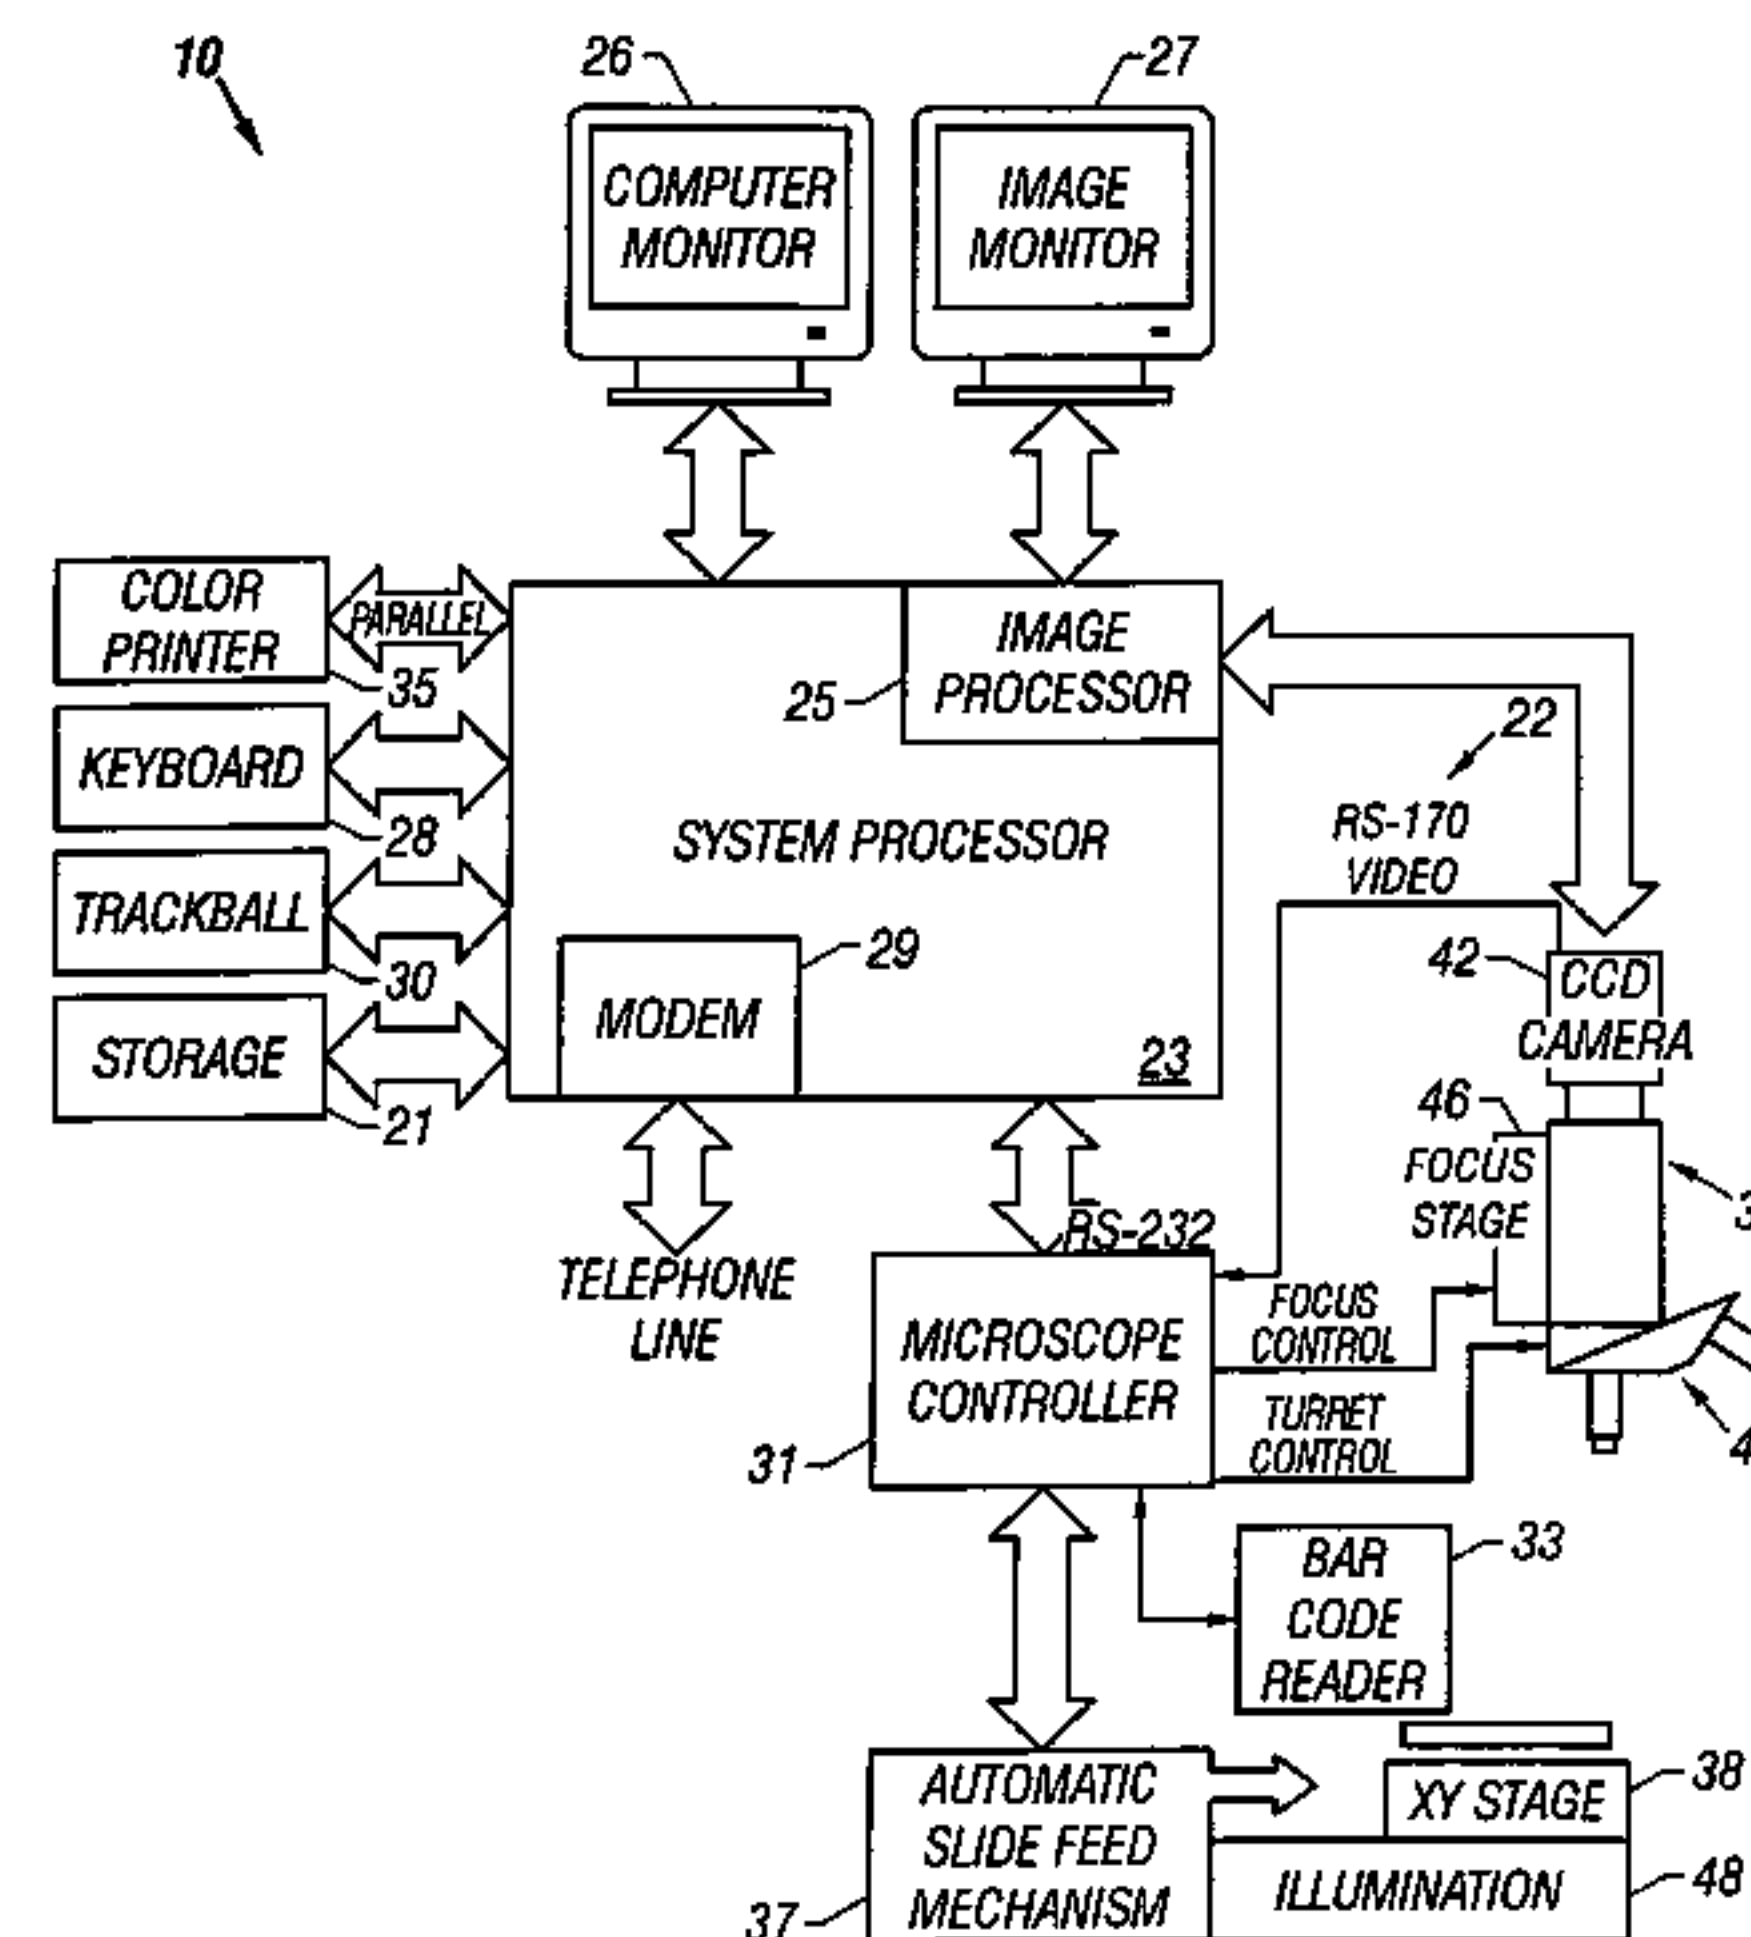 10
26
27
COMPUTER
MONITOR
IMAGE
MONITOR
COLOR
PRINTER
PARALLEL
35
KEYBOARD
28
TRACKBALL
30
STORAGE
21
IMAGE
PROCESSOR
25
SYSTEM PROCESSOR
29
MODEM
23
22
RS-170
VIDEO
42
CCD
CAMERA
46
FOCUS
STAGE
TELEPHONE
LINE
RS-232
MICROSCOPE
CONTROLLER
31
FOCUS
CONTROL
TURRET
CONTROL
BAR
CODE
READER
33
AUTOMATIC
SLIDE FEED
MECHANISM
37
XY STAGE
38
ILLUMINATION
48